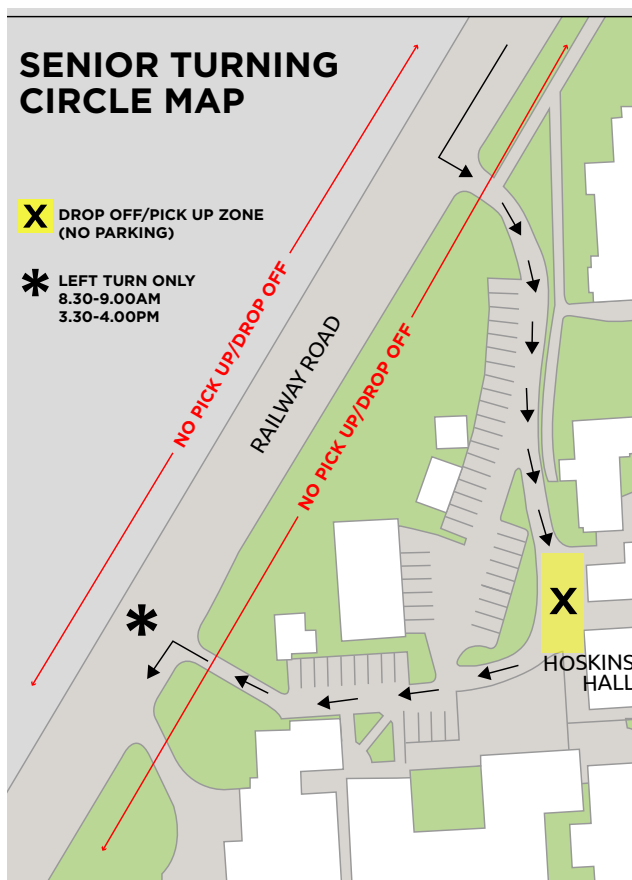 SENIOR TURNING
CIRCLE MAP
X DROP OFF/PICK UP ZONE
(NO PARKING)
* LEFT TURN ONLY
8.30-9.00AM
3.30-4.00PM
NO PICK UP/DROP OFF
RAILWAY ROAD
NO PICK UP/DROP OFF
X
*
HOSKINS
HALL